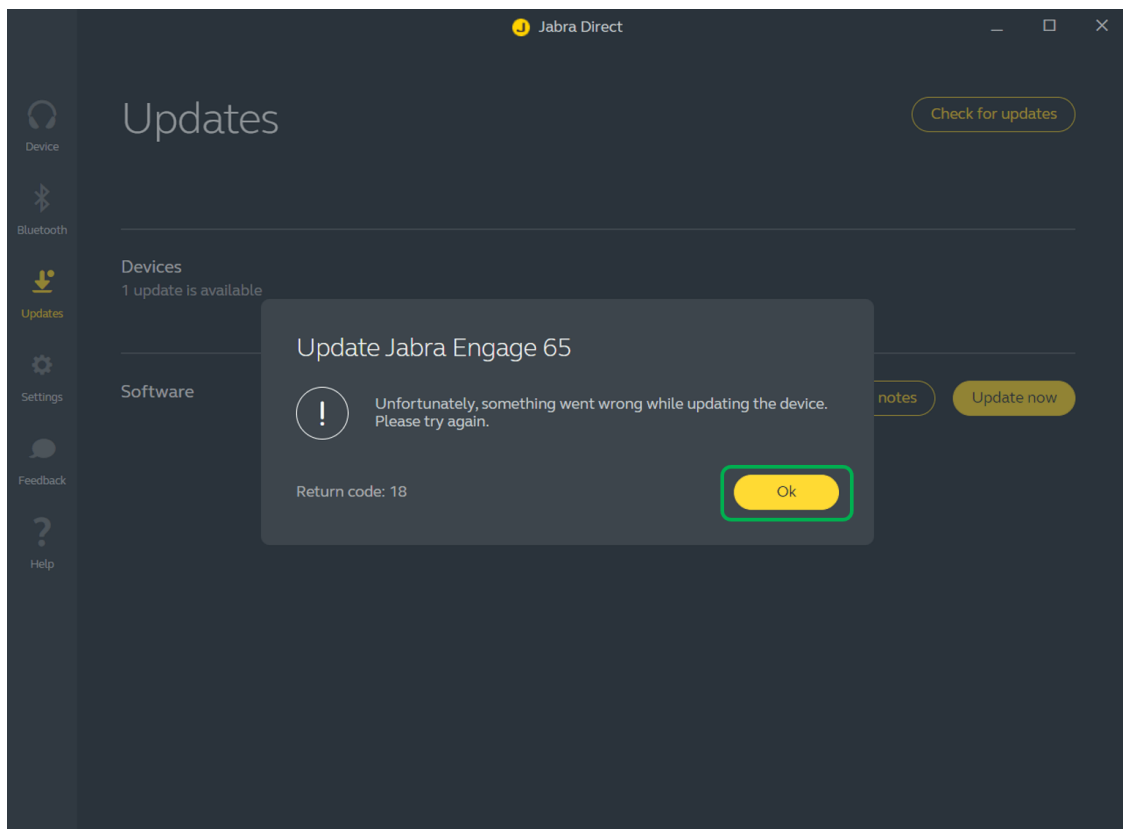 Jabra Direct
Updates
Check for updates
Device
Bluetooth
Devices
1 update is available
Updates
Update Jabra Engage 65
Settings
Software
notes
Update now
Unfortunately, something went wrong while updating the device.
Please try again.
Feedback
Return code: 18
Ok
Help